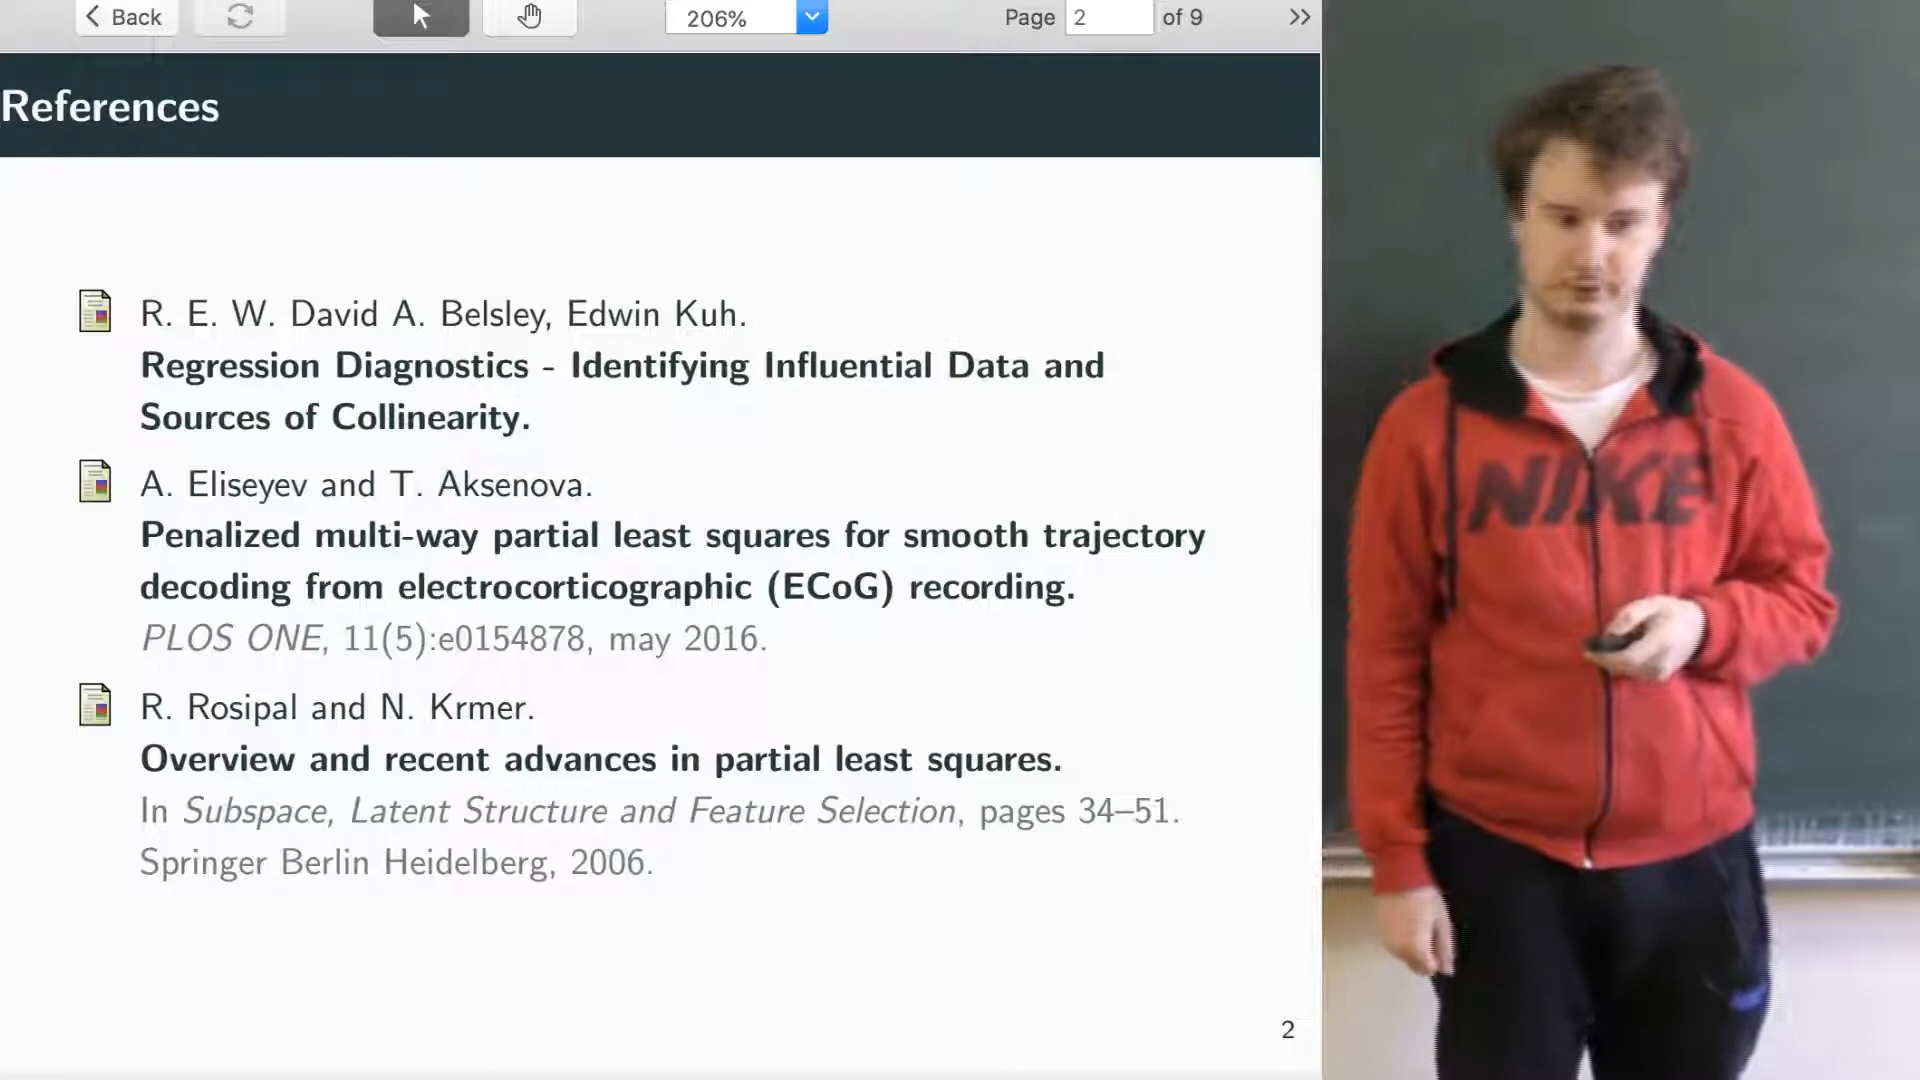 Back
206%
Page 2 of 9
References
R. E. W. David A. Belsley, Edwin Kuh.
Regression Diagnostics - Identifying Influential Data and
Sources of Collinearity.
A. Eliseyev and T. Aksenova.
Penalized multi-way partial least squares for smooth trajectory
decoding from electrocorticographic (ECoG) recording.
PLOS ONE, 11(5):e0154878, may 2016.
R. Rosipal and N. Krmer.
Overview and recent advances in partial least squares.
In Subspace, Latent Structure and Feature Selection, pages 34–51.
Springer Berlin Heidelberg, 2006.
2
NIKE